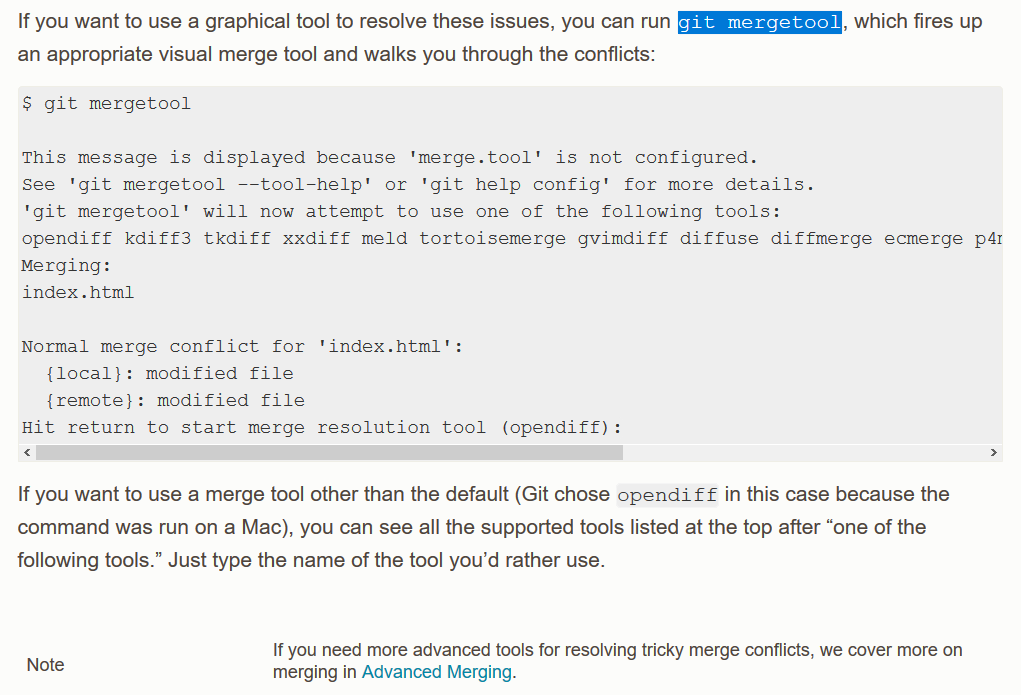 If you want to use a graphical tool to resolve these issues, you can run git mergetool, which fires up
an appropriate visual merge tool and walks you through the conflicts:
$ git mergetool
This message is displayed because 'merge.tool' is not configured.
See 'git mergetool --tool-help' or 'git help config' for more details.
'git mergetool' will now attempt to use one of the following tools:
opendiff kdiff3 tkdiff xxdiff meld tortoisemerge gvimdiff diffuse diffmerge ecmerge
Merging:
index.html
Normal merge conflict for 'index.html':
  {local}: modified file
  {remote}: modified file
Hit return to start merge resolution tool (opendiff):
If you want to use a merge tool other than the default (Git chose opendiff in this case because the
command was run on a Mac), you can see all the supported tools listed at the top after “one of the
following tools.” Just type the name of the tool you’d rather use.
Note
If you need more advanced tools for resolving tricky merge conflicts, we cover more on
merging in Advanced Merging.